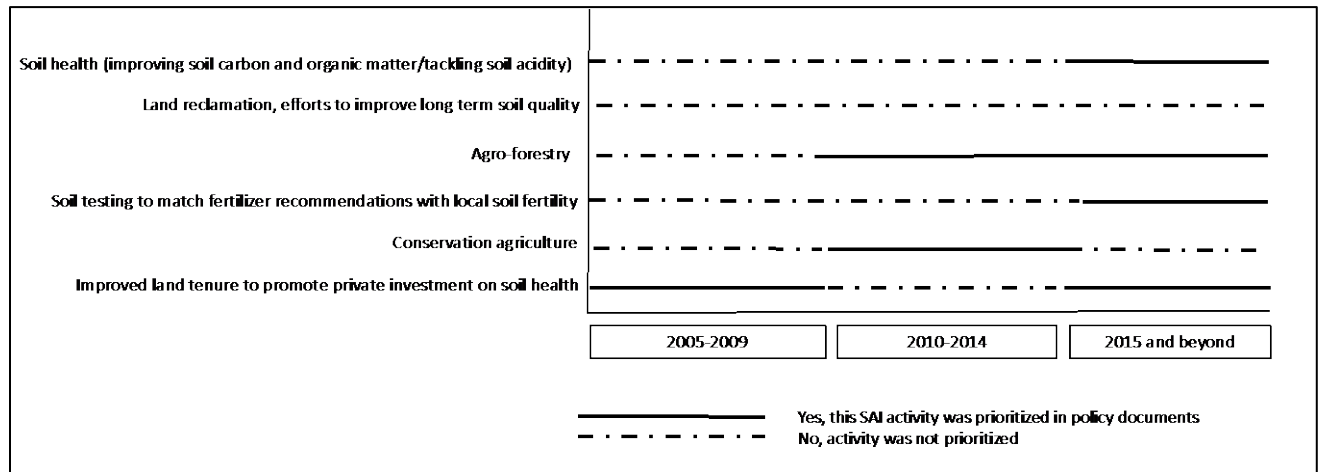 Soil health (improving soil carbon and organic matter/tackling soil acidity)
Land reclamation, efforts to improve long term soil quality
Agro-forestry
Soil testing to match fertilizer recommendations with local soil fertility
Conservation agriculture
Improved land tenure to promote private investment on soil health
2005-2009
2010-2014
2015 and beyond
Yes, this SAI activity was prioritized in policy documents
No, activity was not prioritized